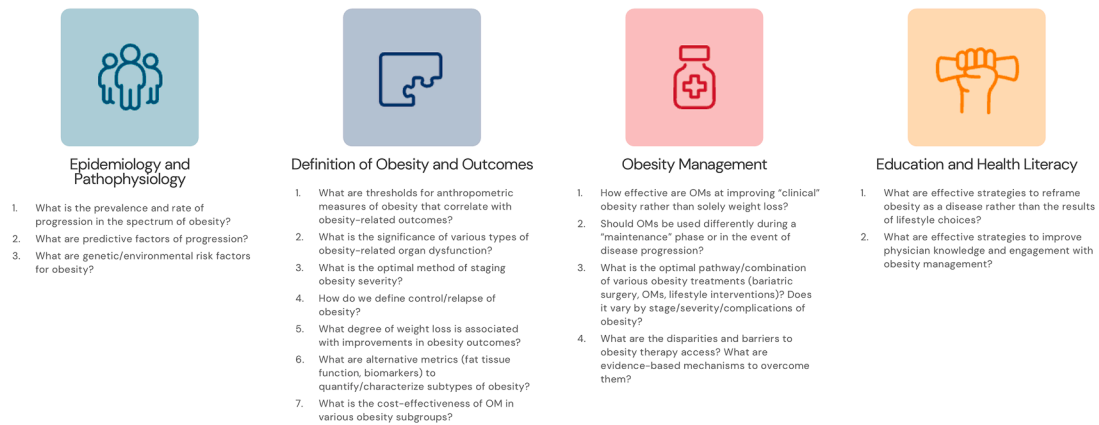 Epidemiology and
Pathophysiology
1. What is the prevalence and rate of
progression in the spectrum of obesity?
2. What are predictive factors of progression?
3. What are genetic/environmental risk factors
for obesity?
Definition of Obesity and Outcomes
1. What are thresholds for anthropometric
measures of obesity that correlate with
obesity-related outcomes?
2. What is the significance of various types of
obesity-related organ dysfunction?
3. What is the optimal method of staging
obesity severity?
4. How do we define control/relapse of
obesity?
5. What degree of weight loss is associated
with improvements in obesity outcomes?
6. What are alternative metrics (fat tissue
function, biomarkers) to
quantify/characterize subtypes of obesity?
7. What is the cost-effectiveness of OM in
various obesity subgroups?
Obesity Management
1. How effective are OMs at improving “clinical”
obesity rather than solely weight loss?
2. Should OMs be used differently during a
“maintenance” phase or in the event of
disease progression?
3. What is the optimal pathway/combination
of various obesity treatments (bariatric
surgery, OMs, lifestyle interventions)? Does
it vary by stage/severity/complications of
obesity?
4. What are the disparities and barriers to
obesity therapy access? What are
evidence-based mechanisms to overcome
them?
Education and Health Literacy
1. What are effective strategies to reframe
obesity as a disease rather than the results
of lifestyle choices?
2. What are effective strategies to improve
physician knowledge and engagement with
obesity management?